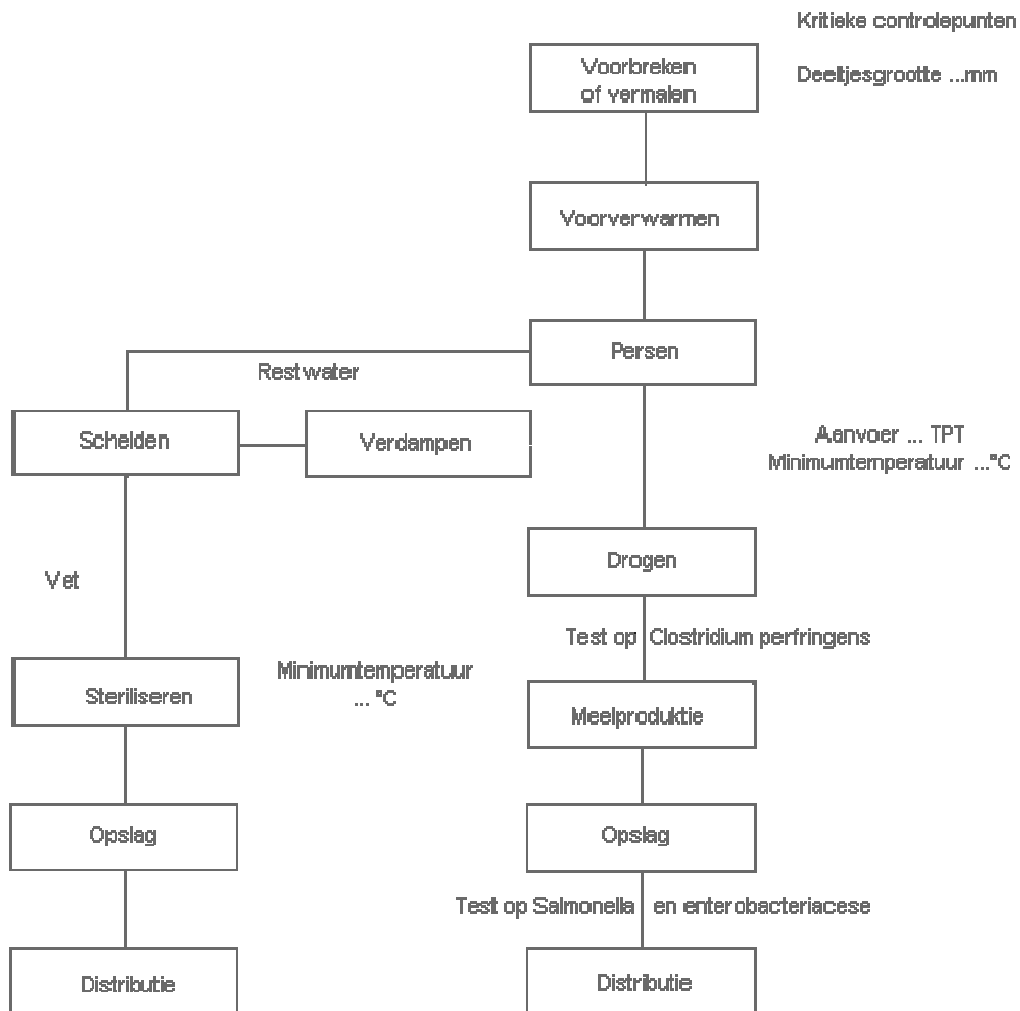 Kritieke controlepunten
Voorbreken
of vermalen
Deeltjesgrootte ...mm
Voorverwarmen
Persen
Restwater
Scheiden
Verdampen
Aanvoer ... TPT
Minimumtemperatuur ...°C
Drogen
Vet
Test op Clostridium perfringens
Steriliseren
Minimumtemperatuur
... °C
Meelproduktie
Opslag
Opslag
Test op Salmonella en enterobacteriacese
Distributie
Distributie